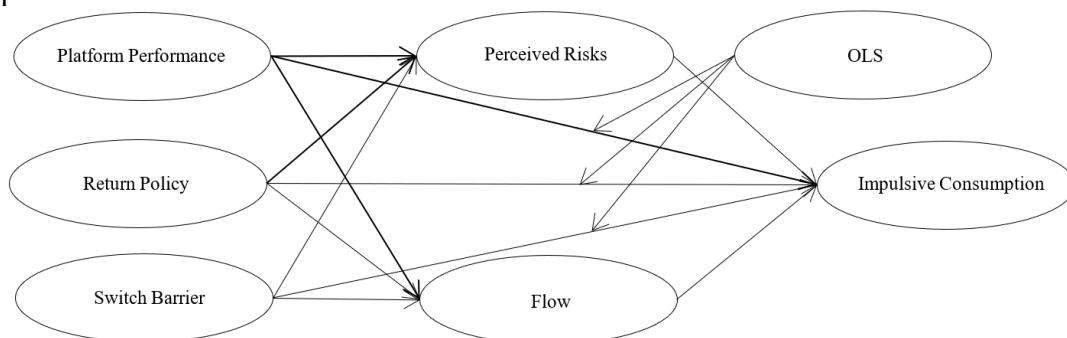 Platform Performance
Perceived Risks
OLS
Return Policy
Impulsive Consumption
Switch Barrier
Flow